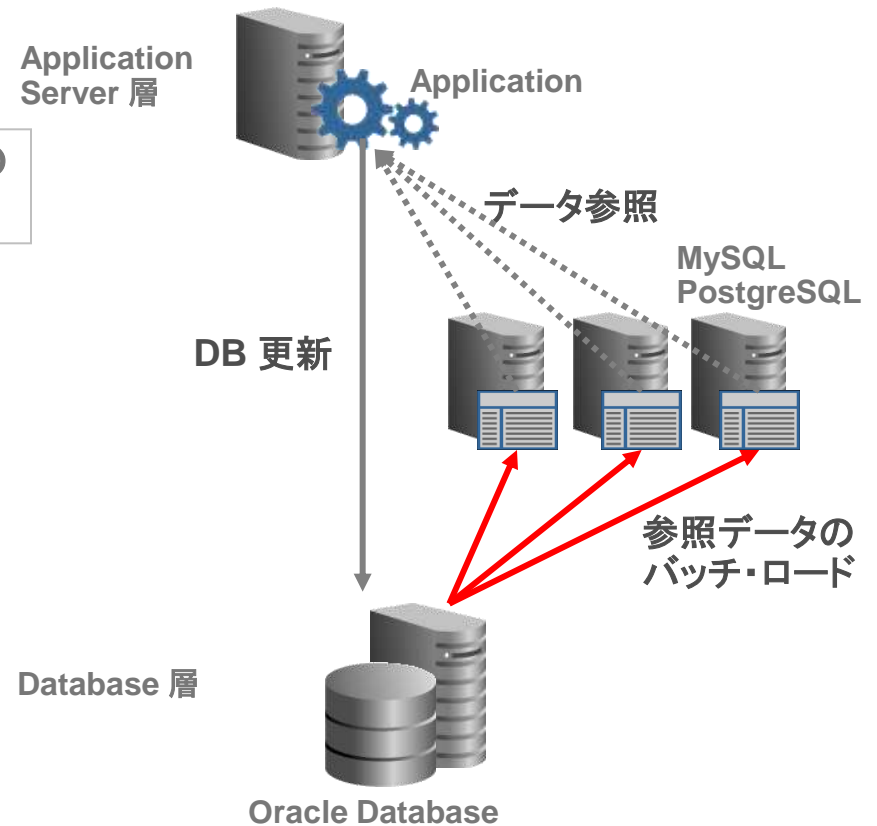 Application
Server 層
Application
データ参照
MySQL
PostgreSQL
DB 更新
参照データの
バッチ・ロード
Database 層
Oracle Database